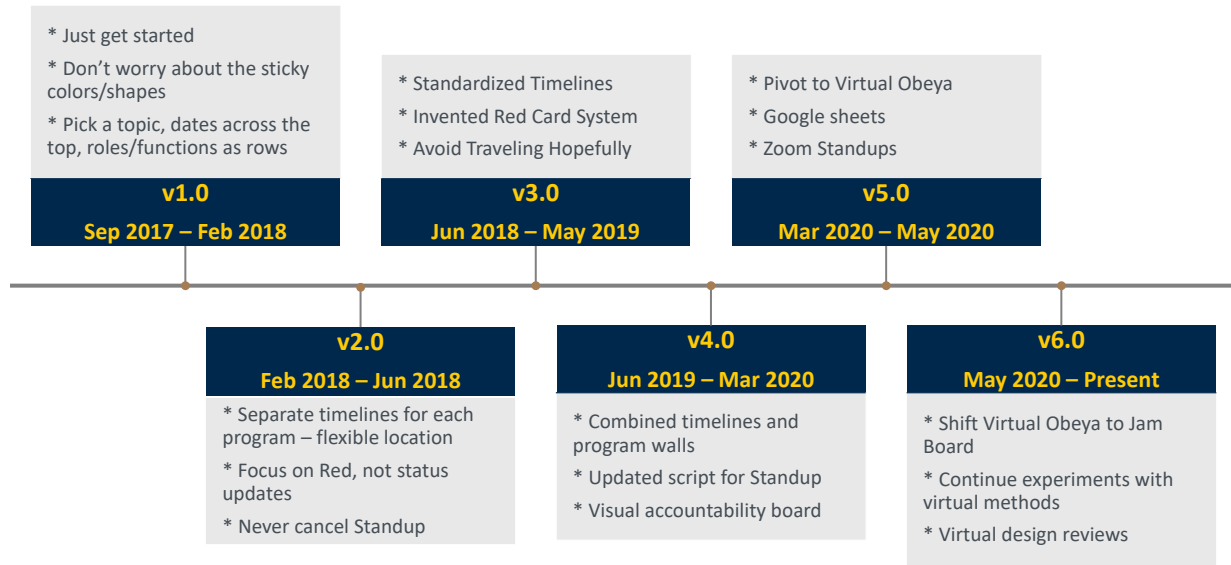 * Just get started
* Don’t worry about the sticky
colors/shapes
* Pick a topic, dates across the
top, roles/functions as rows
v1.0
Sep 2017 – Feb 2018
v2.0
Feb 2018 – Jun 2018
* Separate timelines for each
program – flexible location
* Focus on Red, not status
updates
* Never cancel Standup
* Standardized Timelines
* Invented Red Card System
* Avoid Traveling Hopefully
v3.0
Jun 2018 – May 2019
v4.0
Jun 2019 – Mar 2020
* Combined timelines and
program walls
* Updated script for Standup
* Visual accountability board
* Pivot to Virtual Obeya
* Google sheets
* Zoom Standups
v5.0
Mar 2020 – May 2020
v6.0
May 2020 – Present
* Shift Virtual Obeya to Jam
Board
* Continue experiments with
virtual methods
* Virtual design reviews